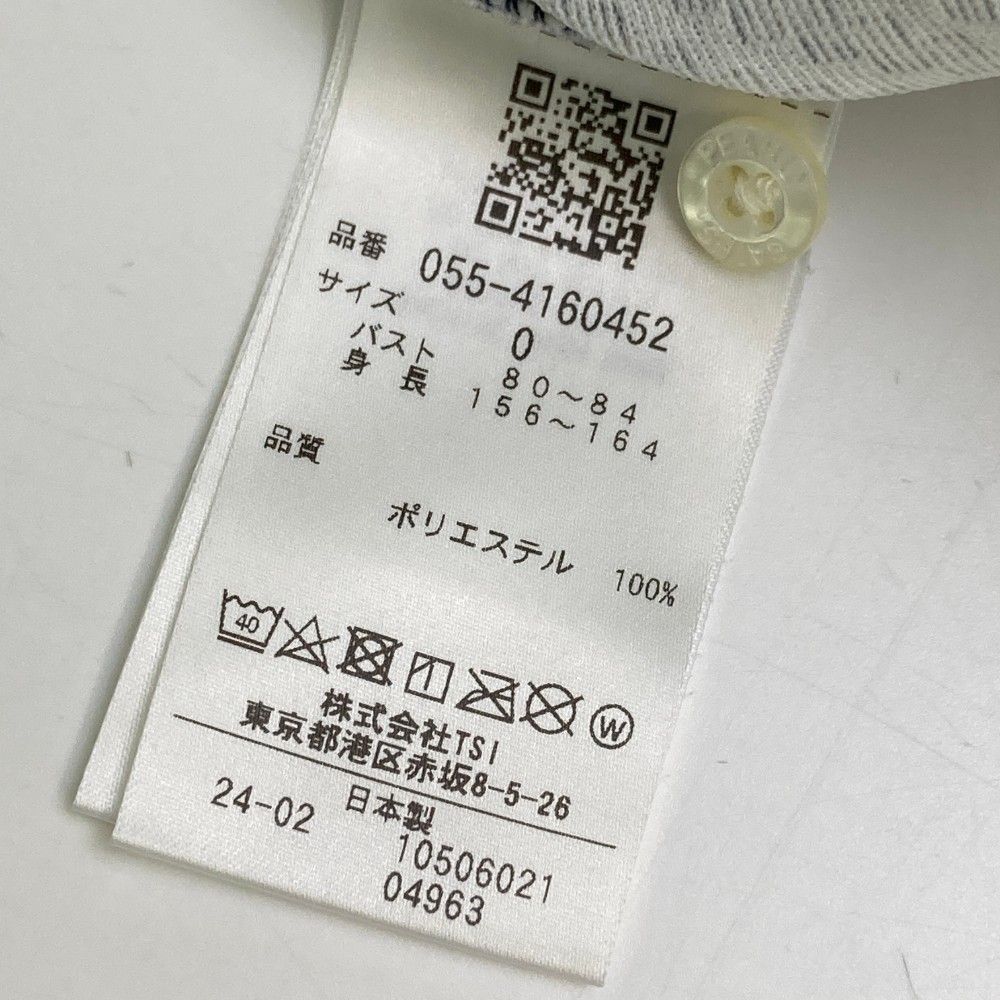 品番 055-4160452
サイズ 0
バスト 80～84
身長 156～164
品質
ポリエステル 100%
40
W
株式会社TSI
東京都港区赤坂8-5-26
日本製
24-02 10506021
04963
PEARLY